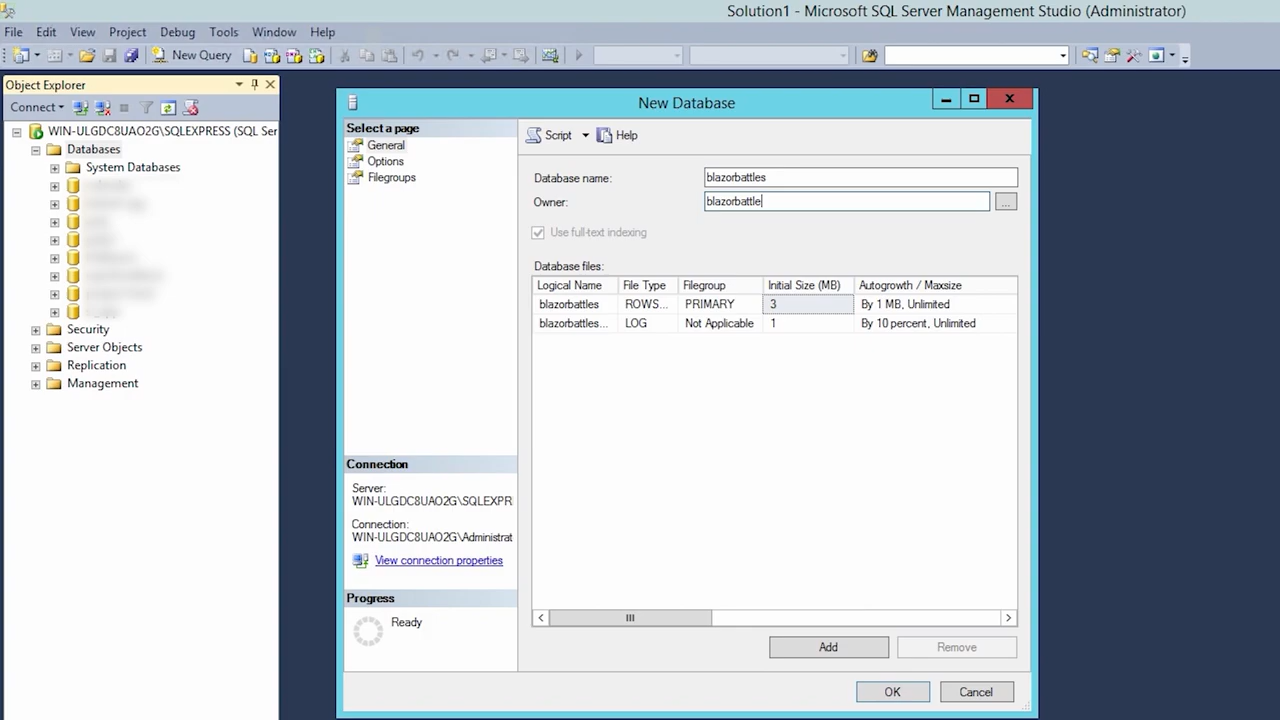 Solution1 - Microsoft SQL Server Management Studio (Administrator)
File Edit View Project Debug Tools Window Help
New Query
Object Explorer
Connect
WIN-ULGDC8UAO2G\SQLEXPRESS (SQL Ser
Databases
System Databases
Security
Server Objects
Replication
Management
New Database
Select a page
General
Options
Filegroups
Connection
Server:
WIN-ULGDC8UAO2G\SQLEXPR
Connection:
WIN-ULGDC8UAO2G\Administrat
View connection properties
Progress
Ready
Script Help
Database name: blazorbattles
Owner: blazorbattle ...
Use full-text indexing
Database files:
Logical Name File Type Filegroup Initial Size (MB) Autogrowth / Maxsize
blazorbattles ROWS... PRIMARY 3 By 1 MB, Unlimited
blazorbattles... LOG Not Applicable 1 By 10 percent, Unlimited
Add Remove
OK Cancel